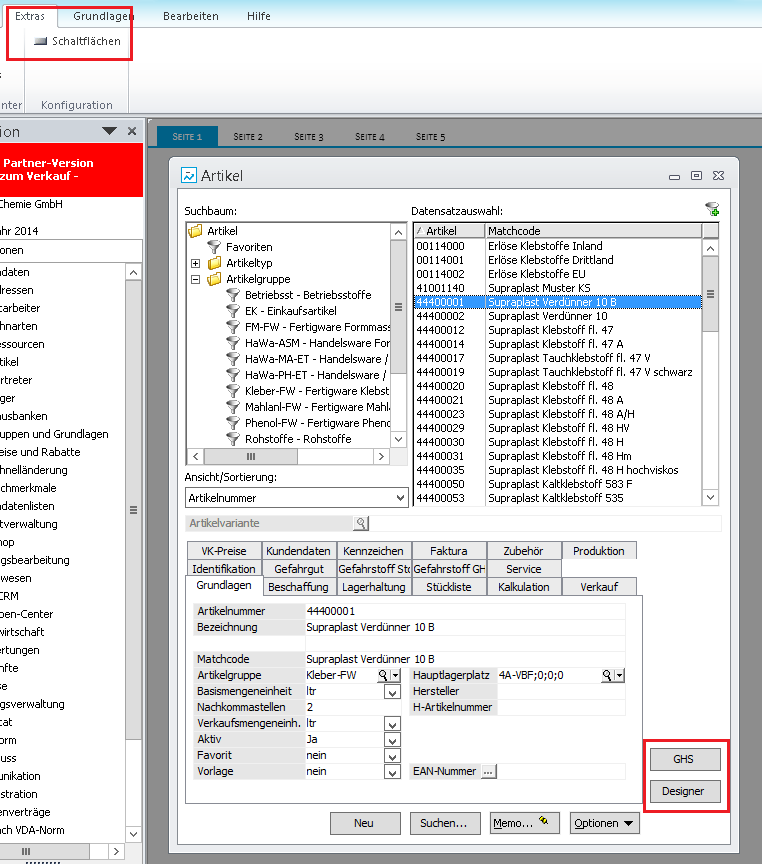 Extras Grundlagen Bearbeiten Hilfe
Schaltflächen
Konfiguration
Partner-Version
zum Verkauf -
Chemie GmbH
hr 2014
SEITE 1 SEITE 2 SEITE 3 SEITE 4 SEITE 5
Artikel
Suchbaum:
Artikel
Favoriten
Artikeltyp
Artikelgruppe
Betriebsst - Betriebsstoffe
EK - Einkaufsartikel
FM-FW - Fertigware Formmass
HaWa-ASM - Handelsware For
HaWa-MA-ET - Handelsware /
HaWa-PH-ET - Handelsware /
Kleber-FW - Fertigware Klebst
Mahlanl-FW - Fertigware Mahl
Phenol-FW - Fertigware Pheno
Rohstoffe - Rohstoffe
Ansicht/Sortierung:
Artikelnummer
Datensatzauswahl:
Artikel Matchcode
00114000 Erlöse Klebstoffe Inland
00114001 Erlöse Klebstoffe Drittland
00114002 Erlöse Klebstoffe EU
41001140 Supraplast Muster KS
44400001 Supraplast Verdünner 10 B
44400002 Supraplast Verdünner 10
44400012 Supraplast Klebstoff fl. 47
44400014 Supraplast Klebstoff fl. 47 A
44400017 Supraplast Tauchklebstoff fl. 47 V
44400019 Supraplast Tauchklebstoff fl. 47 V schwarz
44400020 Supraplast Klebstoff fl. 48
44400021 Supraplast Klebstoff fl. 48 A
44400023 Supraplast Klebstoff fl. 48 A/H
44400029 Supraplast Klebstoff fl. 48 HV
44400030 Supraplast Klebstoff fl. 48 H
44400031 Supraplast Klebstoff fl. 48 Hm
44400035 Supraplast Klebstoff fl. 48 H hochviskos
44400050 Supraplast Kaltklebstoff 583 F
44400053 Supraplast Kaltklebstoff 535
Artikelvariante
VK-Preise Kundendaten Kennzeichen Faktura Zubehör Produktion
Identifikation Gefahrgut Gefahrstoff Sto Gefahrstoff GH Service
Grundlagen Beschaffung Lagerhaltung Stückliste Kalkulation Verkauf
Artikelnummer 44400001
Bezeichnung Supraplast Verdünner 10 B
Matchcode Supraplast Verdünner 10 B
Artikelgruppe Kleber-FW Hauptlagerplatz 4A-VBF;0;0;0
Basismengeneinheit ltr Hersteller
Nachkommastellen 2 H-Artikelnummer
Verkaufsmengeneinh. ltr
Aktiv Ja
Favorit nein
Vorlage nein EAN-Nummer ...
GHS
Designer
Neu Suchen... Memo... Optionen
ion
onen
ndaten
dressen
tarbeiter
hnarten
essourcen
tikel
rtreter
ger
ausbanken
uppen und Grundlagen
eise und Rabatte
hnelländerung
chmerkmale
ndatenlisten
tverwaltung
hop
gsbearbeitung
wesen
CRM
pen-Center
wirtschaft
ertungen
nfte
se
gsverwaltung
tat
orm
uss
unikation
stration
enverträge
ach VDA-Norm
nter